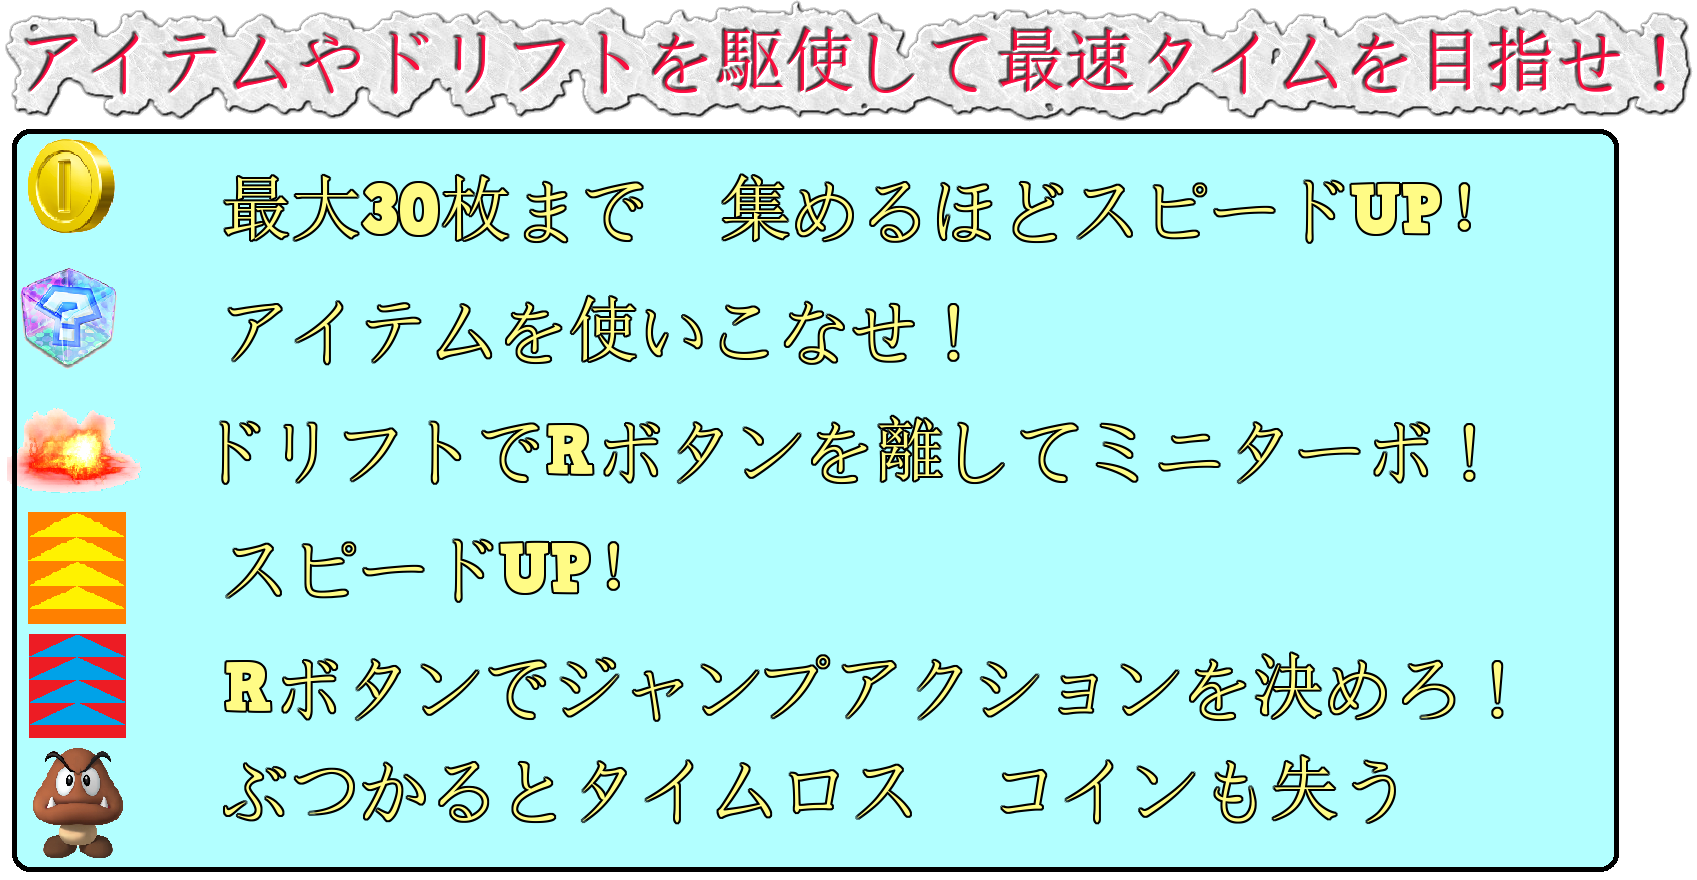 アイテムやドリフトを駆使して最速タイムを目指せ！
最大30枚まで　集めるほどスピードUP！
?
アイテムを使いこなせ！
ドリフトでRボタンを離してミニターボ！
スピードUP！
Rボタンでジャンプアクションを決めろ！
ぶつかるとタイムロス　コインも失う